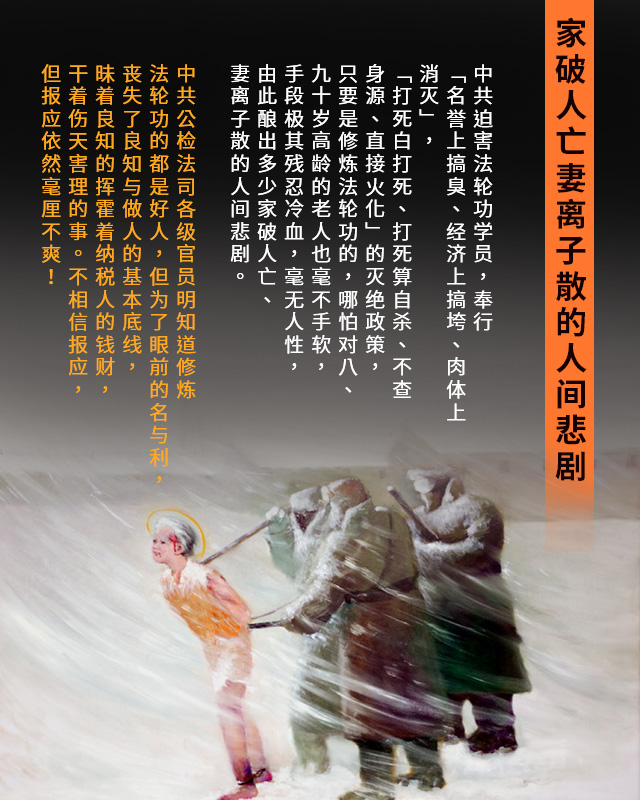 家破人亡妻离子散的人间悲剧
中共迫害法轮功学员，奉行
「名誉上搞臭、经济上搞垮、肉体上
消灭」，
「打死白打死、打死算自杀、不查
身源、直接火化」的灭绝政策，
只要是修炼法轮功的，哪怕对八、
九十岁高龄的老人也毫不手软，
手段极其残忍冷血，毫无人性，
由此酿出多少家破人亡、
妻离子散的人间悲剧。
中共公检法司各级官员明知道修炼
法轮功的都是好人，但为了眼前的名与利，
丧失了良知与做人的基本底线，
昧着良知的挥霍着纳税人的钱财，
干着伤天害理的事。不相信报应，
但报应依然毫厘不爽！